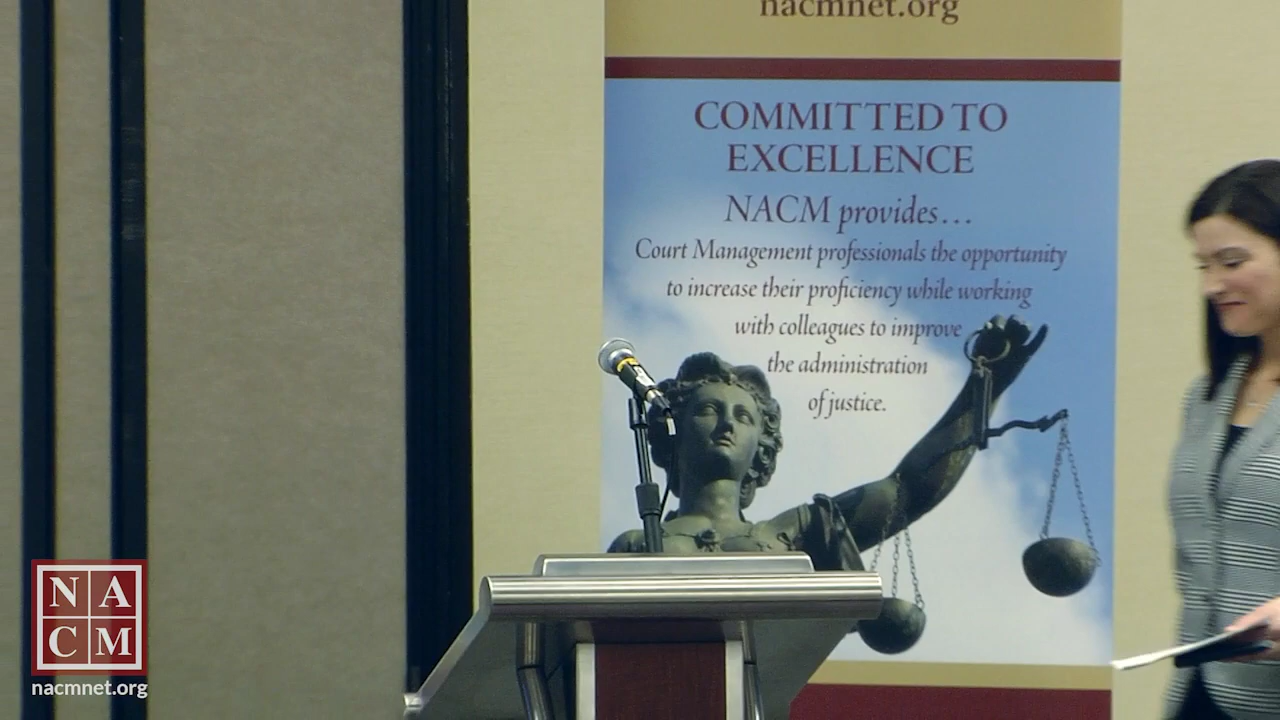 nacmnet.org
COMMITTED TO
EXCELLENCE
NACM provides...
Court Management professionals the opportunity
to increase their proficiency while working
with colleagues to improve
the administration
of justice.
N A
C M
nacmnet.org